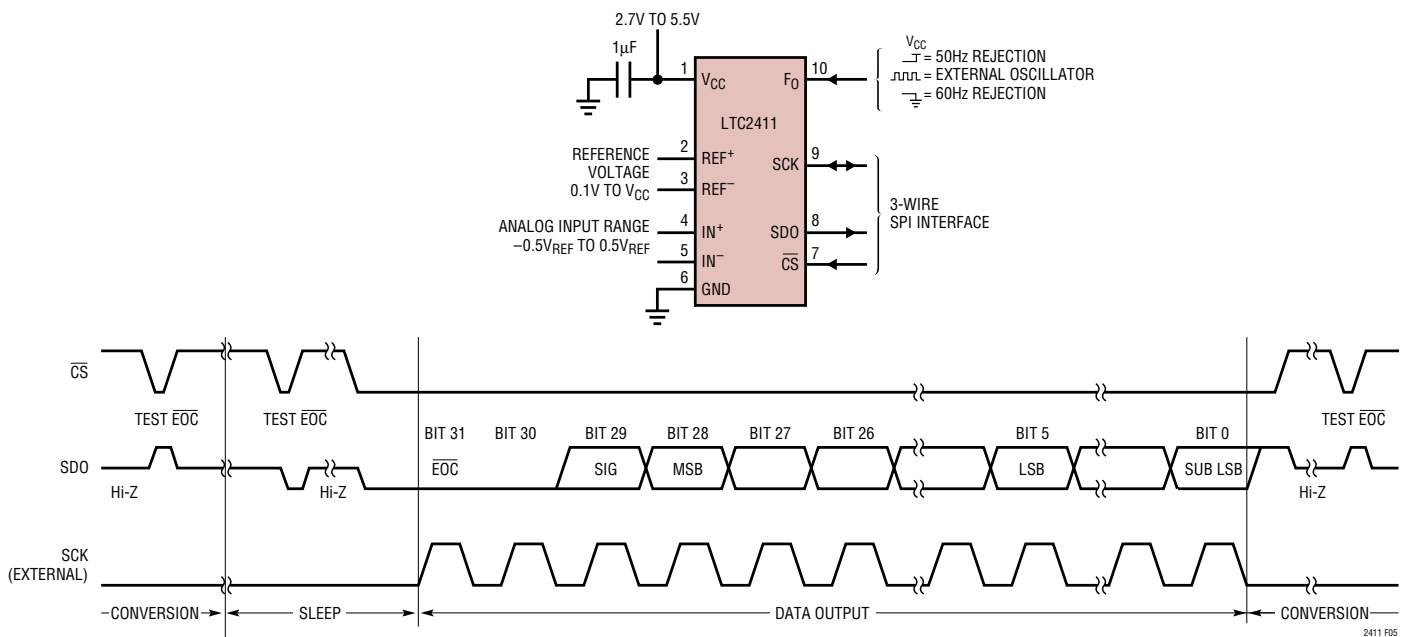 2.7V TO 5.5V
1μF
1
VCC
FO
10
VCC
= 50Hz REJECTION
= EXTERNAL OSCILLATOR
= 60Hz REJECTION
LTC2411
REFERENCE
VOLTAGE
0.1V TO VCC
2
REF+
3
REF–
SCK
9
ANALOG INPUT RANGE
–0.5VREF TO 0.5VREF
4
IN+
5
IN–
6
GND
SDO
8
CS
7
3-WIRE
SPI INTERFACE
CS
TEST EOC
TEST EOC
TEST EOC
BIT 31
BIT 30
BIT 29
BIT 28
BIT 27
BIT 26
BIT 5
BIT 0
SDO
EOC
SIG
MSB
LSB
SUB LSB
Hi-Z
Hi-Z
Hi-Z
SCK
(EXTERNAL)
CONVERSION
SLEEP
DATA OUTPUT
CONVERSION
2411 F05